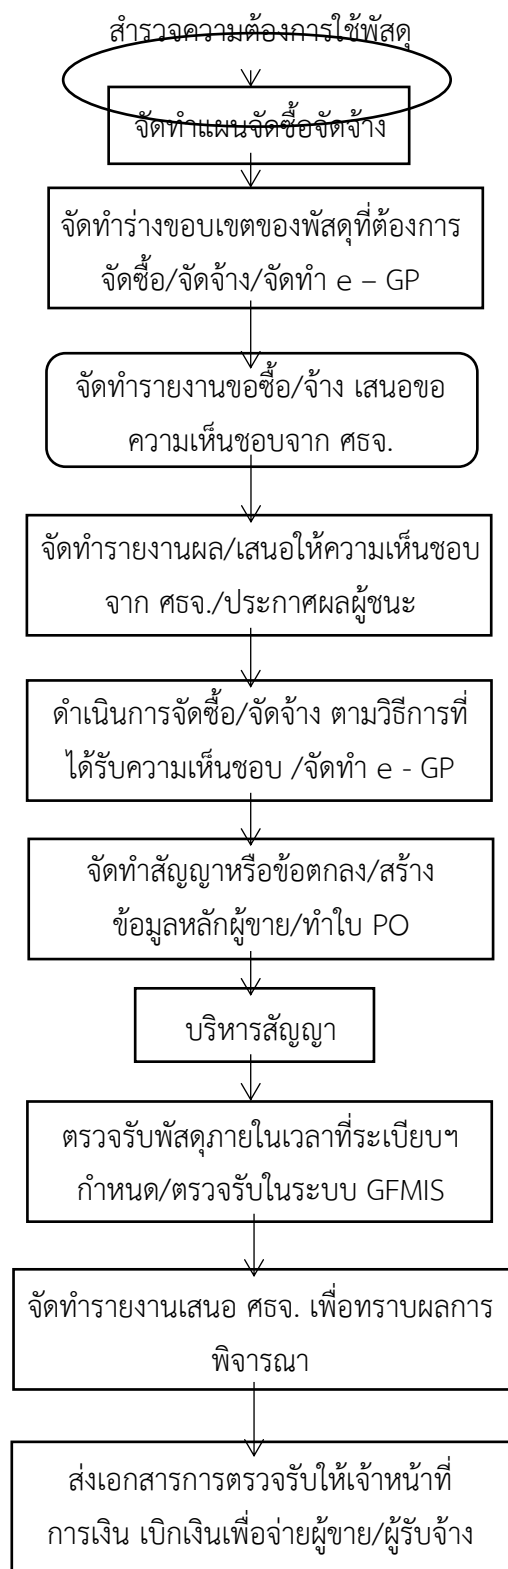 สำรวจความต้องการใช้พัสดุ
จัดทำแผนจัดซื้อจัดจ้าง
จัดทำร่างขอบเขตของพัสดุที่ต้องการ
จัดซื้อ/จัดจ้าง/จัดทำ e – GP
จัดทำรายงานขอซื้อ/จ้าง เสนอขอ
ความเห็นชอบจาก ศธจ.
จัดทำรายงานผล/เสนอให้ความเห็นชอบ
จาก ศธจ./ประกาศผลผู้ชนะ
ดำเนินการจัดซื้อ/จัดจ้าง ตามวิธีการที่
ได้รับความเห็นชอบ /จัดทำ e - GP
จัดทำสัญญาหรือข้อตกลง/สร้าง
ข้อมูลหลักผู้ขาย/ทำใบ PO
บริหารสัญญา
ตรวจรับพัสดุภายในเวลาที่ระเบียบฯ
กำหนด/ตรวจรับในระบบ GFMIS
จัดทำรายงานเสนอ ศธจ. เพื่อทราบผลการ
พิจารณา
ส่งเอกสารการตรวจรับให้เจ้าหน้าที่
การเงิน เบิกเงินเพื่อจ่ายผู้ขาย/ผู้รับจ้าง